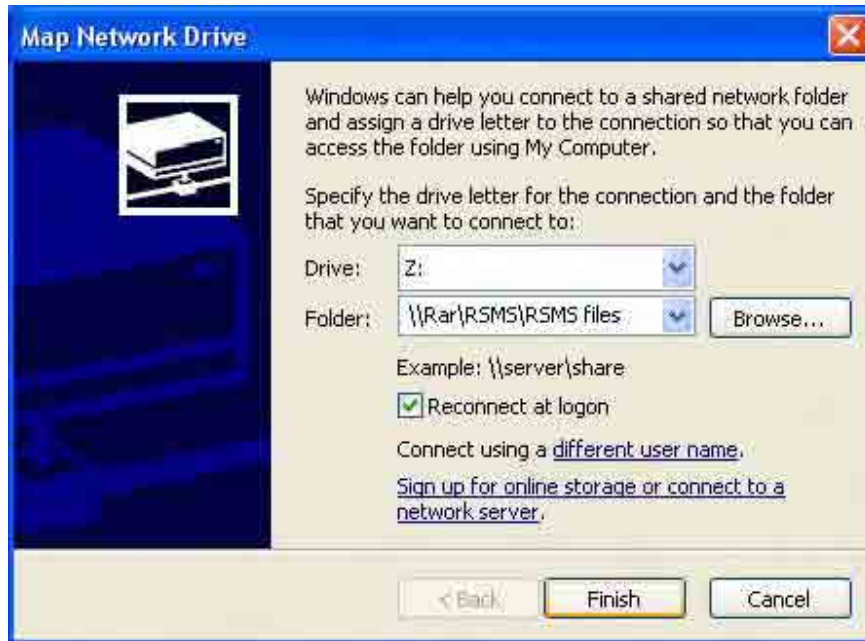 Map Network Drive
Windows can help you connect to a shared network folder
and assign a drive letter to the connection so that you can
access the folder using My Computer.
Specify the drive letter for the connection and the folder
that you want to connect to:
Drive: Z:
Folder: \\Rar\RSMS\RSMS files Browse...
Example: \\server\share
Reconnect at logon
Connect using a different user name.
Sign up for online storage or connect to a
network server.
< Back Finish Cancel